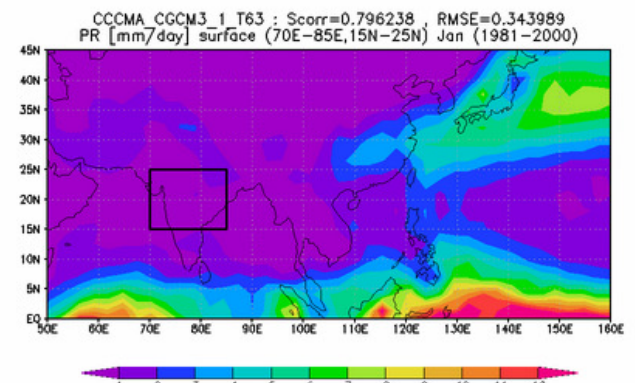 CCCMA_CGCM3_1_T63 : Scorr=0.796238 , RMSE=0.343989
PR [mm/day] surface (70E-85E,15N-25N) Jan (1981-2000)
45N
40N
35N
30N
25N
20N
15N
10N
5N
EQ
50E 60E 70E 80E 90E 100E 110E 120E 130E 140E 150E 160E